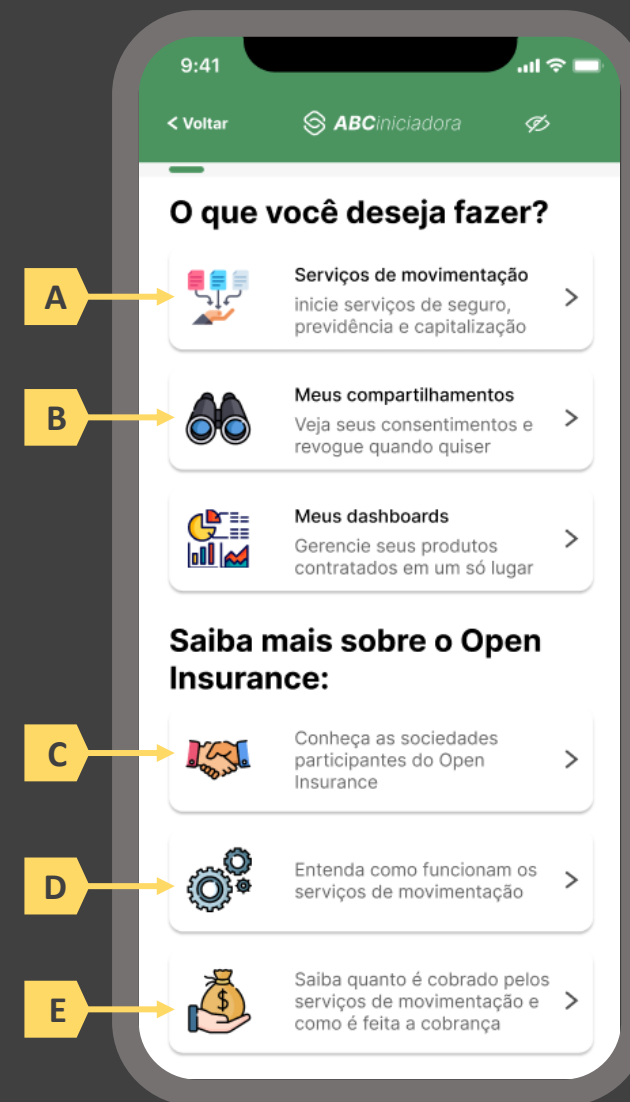 9:41
< Voltar
ABCiniciadora
O que você deseja fazer?
A
Serviços de movimentação
inicie serviços de seguro,
previdência e capitalização
B
Meus compartilhamentos
Veja seus consentimentos e
revogue quando quiser
Meus dashboards
Gerencie seus produtos
contratados em um só lugar
Saiba mais sobre o Open
Insurance:
C
Conheça as sociedades
participantes do Open
Insurance
D
Entenda como funcionam os
serviços de movimentação
E
$
Saiba quanto é cobrado pelos
serviços de movimentação e
como é feita a cobrança